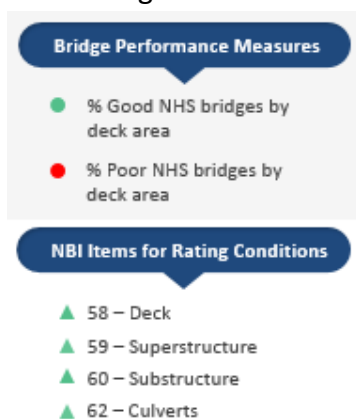 Bridge Performance Measures
% Good NHS bridges by
deck area
% Poor NHS bridges by
deck area
NBI Items for Rating Conditions
58 – Deck
59 – Superstructure
60 – Substructure
62 – Culverts